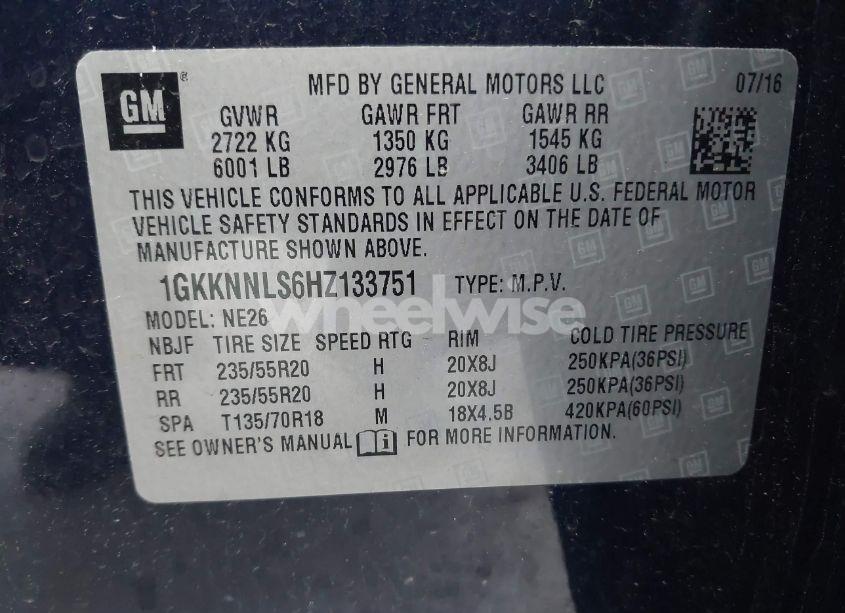 GM ® MFD BY GENERAL MOTORS LLC 07/16
GVWR GAWR FRT GAWR RR
2722 KG 1350 KG 1545 KG
6001 LB 2976 LB 3406 LB
THIS VEHICLE CONFORMS TO ALL APPLICABLE U.S. FEDERAL MOTOR
VEHICLE SAFETY STANDARDS IN EFFECT ON THE DATE OF
MANUFACTURE SHOWN ABOVE.
1GKKNNLS6HZ133751 TYPE: M.P.V.
wheelwise
MODEL: NE26
NBJF TIRE SIZE SPEED RTG RIM COLD TIRE PRESSURE
FRT 235/55R20 H 20X8J 250KPA(36PSI)
RR 235/55R20 H 20X8J 250KPA(36PSI)
SPA T135/70R18 M 18X4.5B 420KPA(60PSI)
SEE OWNER'S MANUAL i FOR MORE INFORMATION.